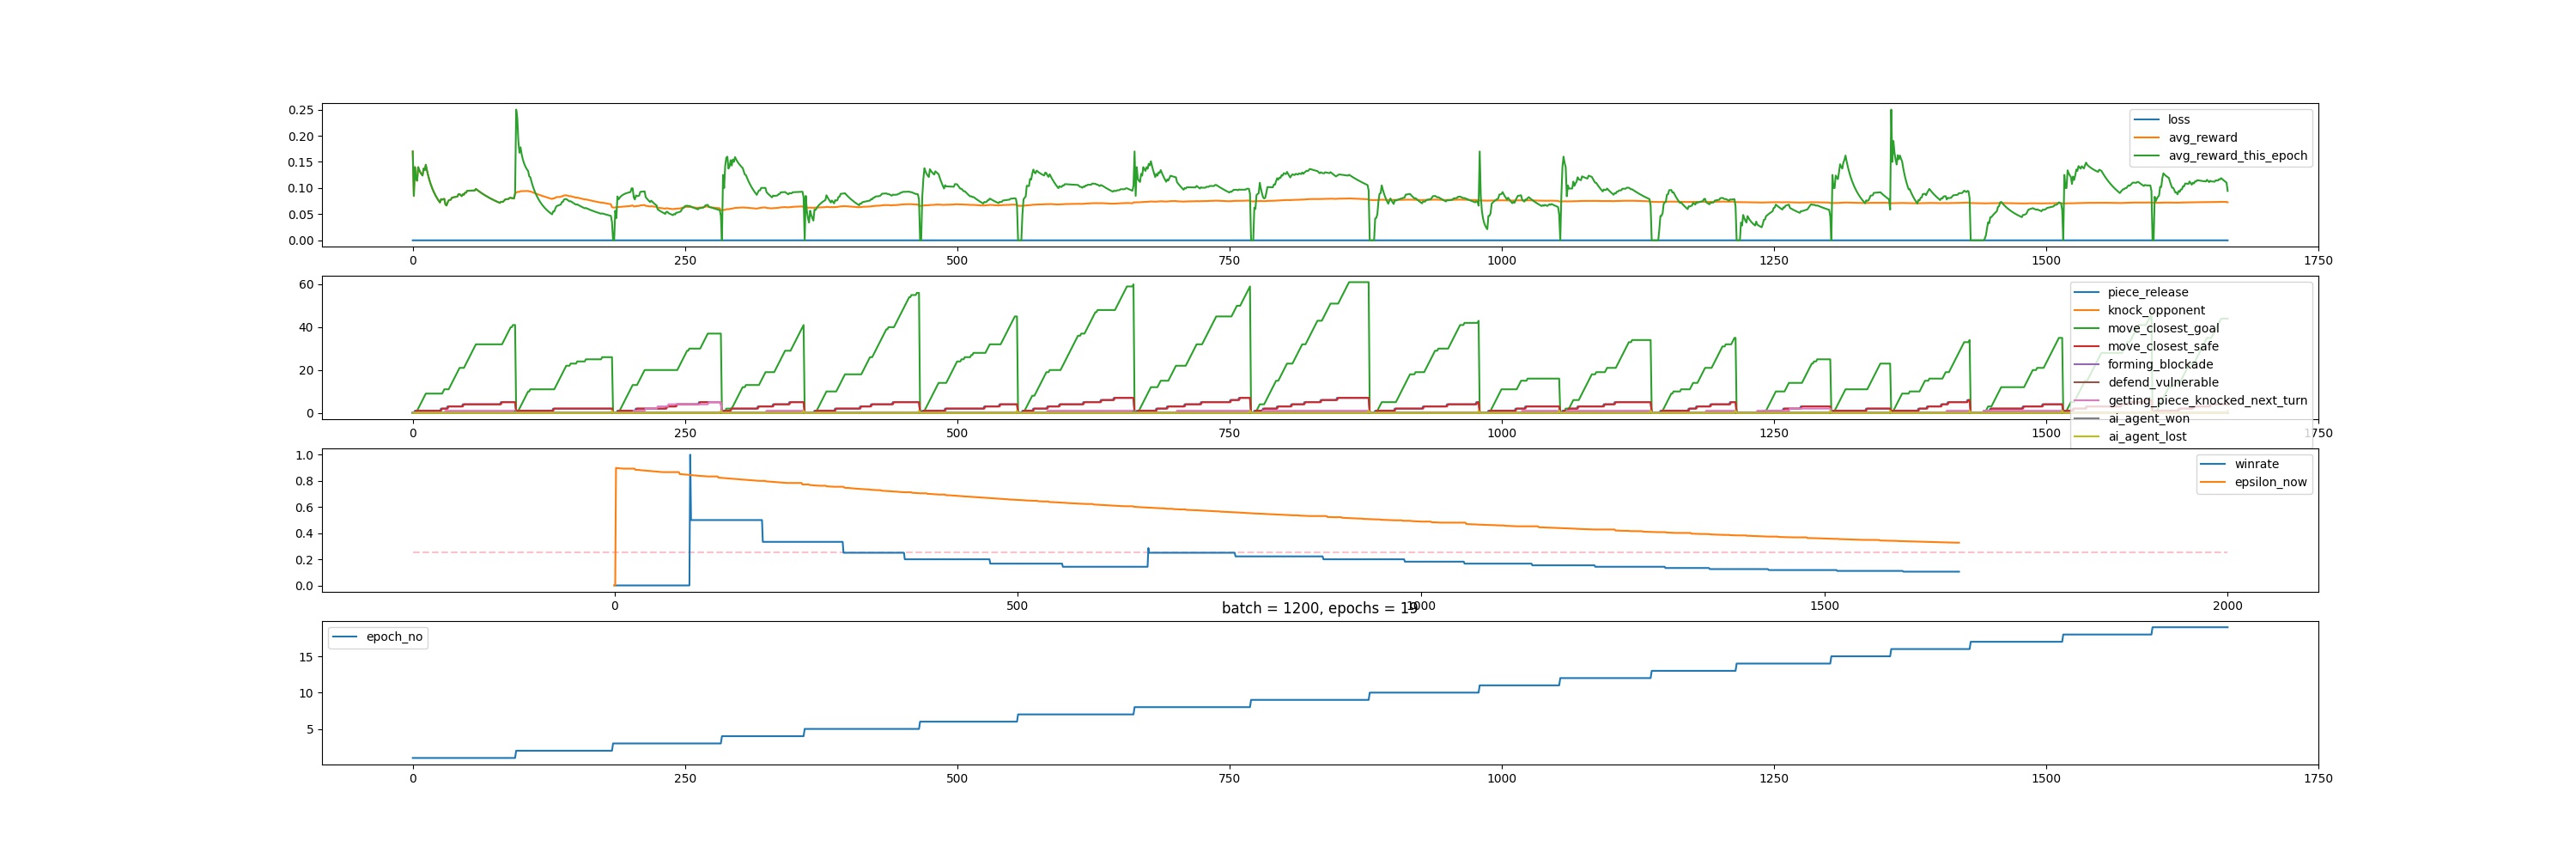 0.25
0.20
0.15
0.10
0.05
0.00
loss
avg_reward
avg_reward_this_epoch
0 250 500 750 1000 1250 1500 1750
60
40
20
0
piece_release
knock_opponent
move_closest_goal
move_closest_safe
forming_blockade
defend_vulnerable
getting_piece_knocked_next_turn
ai_agent_won
ai_agent_lost
0 250 500 750 1000 1250 1500 1750
1.0
0.8
0.6
0.4
0.2
0.0
winrate
epsilon_now
0 500 1000 1500 2000
batch = 1200, epochs = 19
15
10
5
epoch_no
0 250 500 750 1000 1250 1500 1750